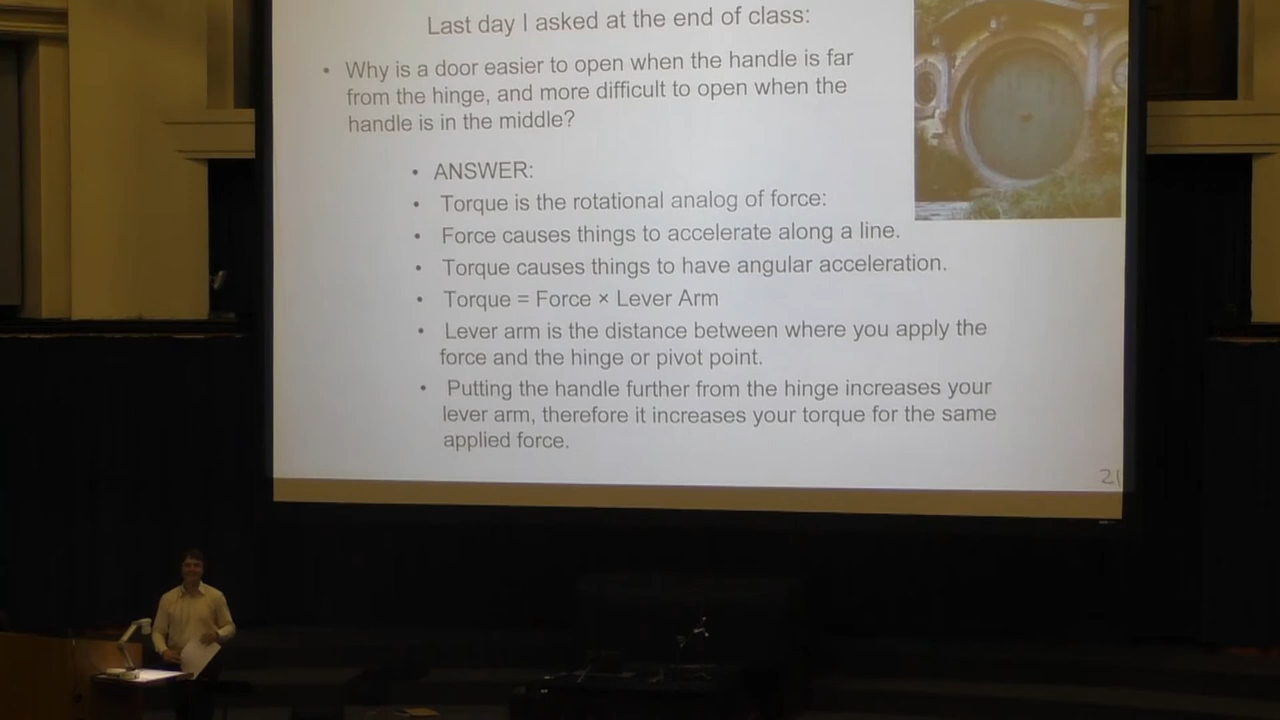 Last day I asked at the end of class:
• Why is a door easier to open when the handle is far
from the hinge, and more difficult to open when the
handle is in the middle?
• ANSWER:
• Torque is the rotational analog of force:
• Force causes things to accelerate along a line.
• Torque causes things to have angular acceleration.
• Torque = Force × Lever Arm
• Lever arm is the distance between where you apply the
force and the hinge or pivot point.
• Putting the handle further from the hinge increases your
lever arm, therefore it increases your torque for the same
applied force.
21